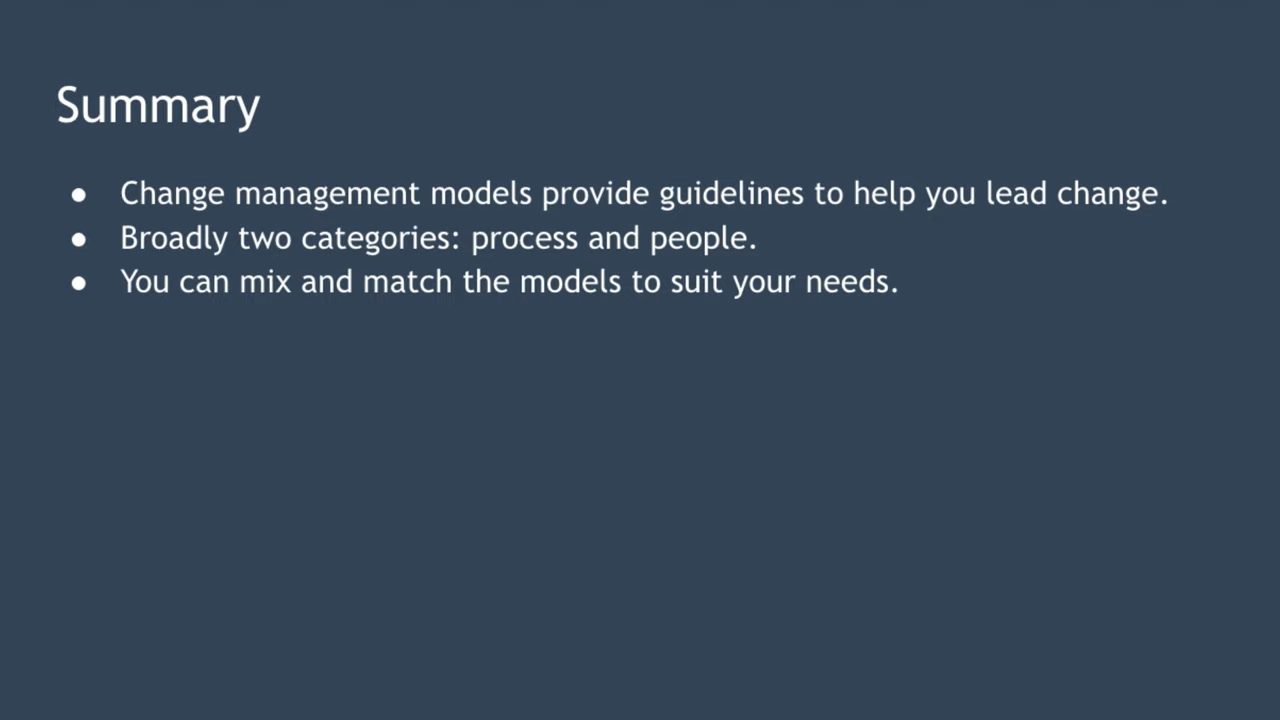 Summary
● Change management models provide guidelines to help you lead change.
● Broadly two categories: process and people.
● You can mix and match the models to suit your needs.